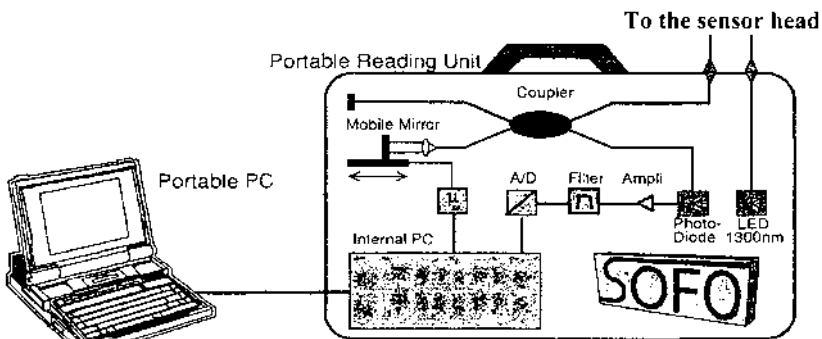 To the sensor head
Portable Reading Unit
Coupler
Mobile Mirror
Portable PC
A/D
Filter
Ampli
µ
Photo-
Diode
LED
1300nm
Internal PC
SOFO